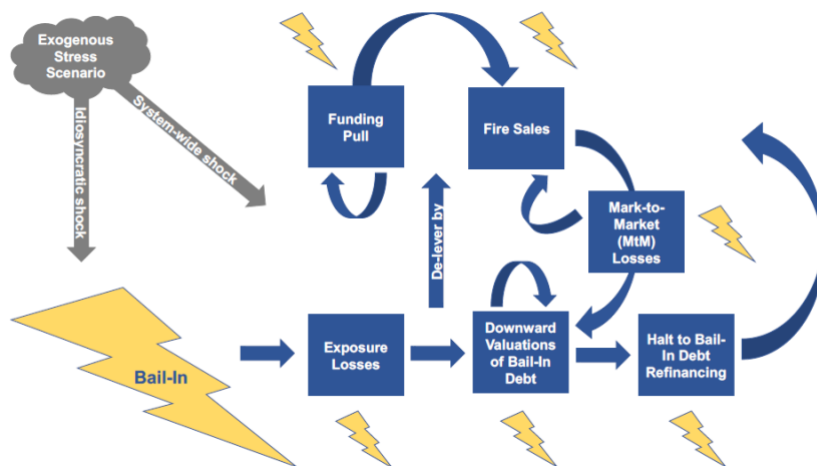 Exogenous
Stress
Scenario
Idiosyncratic shock
System-wide shock
Funding
Pull
Fire Sales
De-lever by
Mark-to-
Market
(MtM)
Losses
Bail-In
Exposure
Losses
Downward
Valuations
of Bail-In
Debt
Halt to Bail-
In Debt
Refinancing